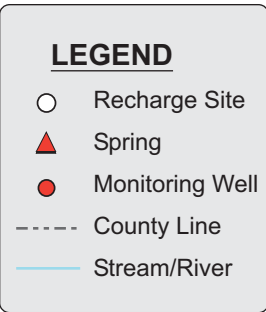 LEGEND
Recharge Site
Spring
Monitoring Well
County Line
Stream/River